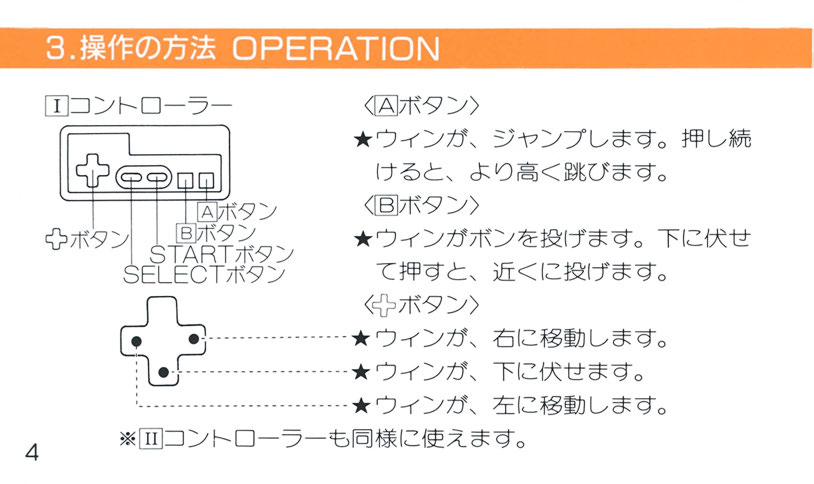 3.操作の方法 OPERATION
Ⅰコントローラー
Aボタン
Bボタン
✚ボタン
STARTボタン
SELECTボタン
〈Aボタン〉
★ウィンが、ジャンプします。押し続
けると、より高く跳びます。
〈Bボタン〉
★ウィンがボンを投げます。下に伏せ
て押すと、近くに投げます。
〈✚ボタン〉
★ウィンが、右に移動します。
★ウィンが、下に伏せます。
★ウィンが、左に移動します。
※Ⅱコントローラーも同様に使えます。
4